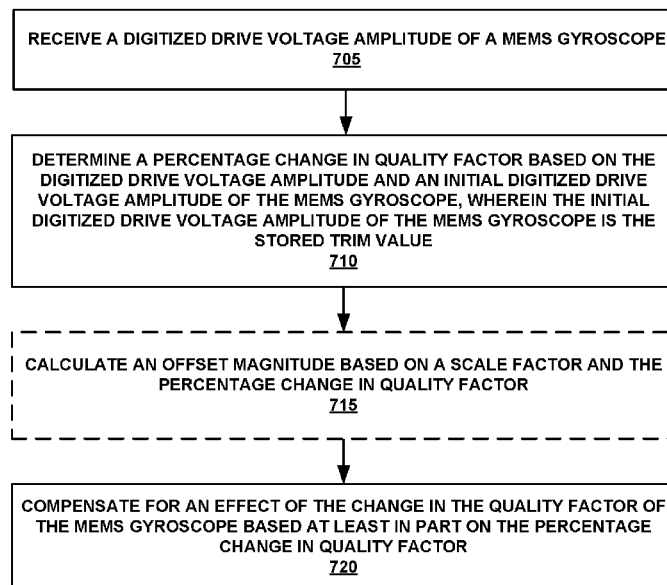 RECEIVE A DIGITIZED DRIVE VOLTAGE AMPLITUDE OF A MEMS GYROSCOPE
705
DETERMINE A PERCENTAGE CHANGE IN QUALITY FACTOR BASED ON THE
DIGITIZED DRIVE VOLTAGE AMPLITUDE AND AN INITIAL DIGITIZED DRIVE
VOLTAGE AMPLITUDE OF THE MEMS GYROSCOPE, WHEREIN THE INITIAL
DIGITIZED DRIVE VOLTAGE AMPLITUDE OF THE MEMS GYROSCOPE IS THE
STORED TRIM VALUE
710
CALCULATE AN OFFSET MAGNITUDE BASED ON A SCALE FACTOR AND THE
PERCENTAGE CHANGE IN QUALITY FACTOR
715
COMPENSATE FOR AN EFFECT OF THE CHANGE IN THE QUALITY FACTOR OF
THE MEMS GYROSCOPE BASED AT LEAST IN PART ON THE PERCENTAGE
CHANGE IN QUALITY FACTOR
720